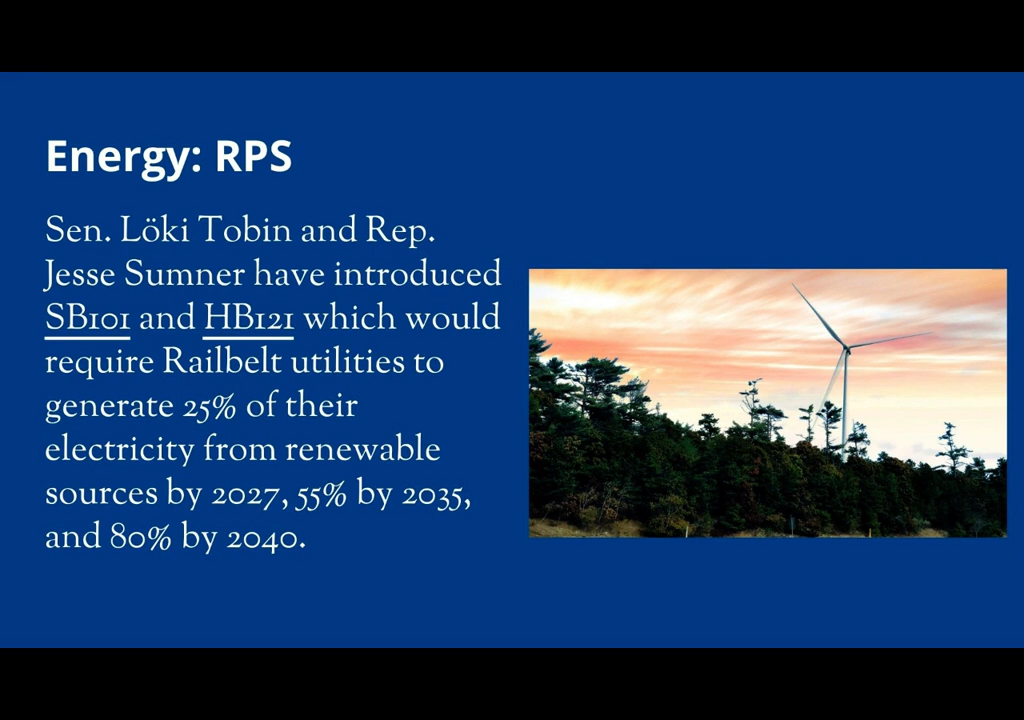 Energy: RPS
Sen. Löki Tobin and Rep.
Jesse Sumner have introduced
SB101 and HB121 which would
require Railbelt utilities to
generate 25% of their
electricity from renewable
sources by 2027, 55% by 2035,
and 80% by 2040.